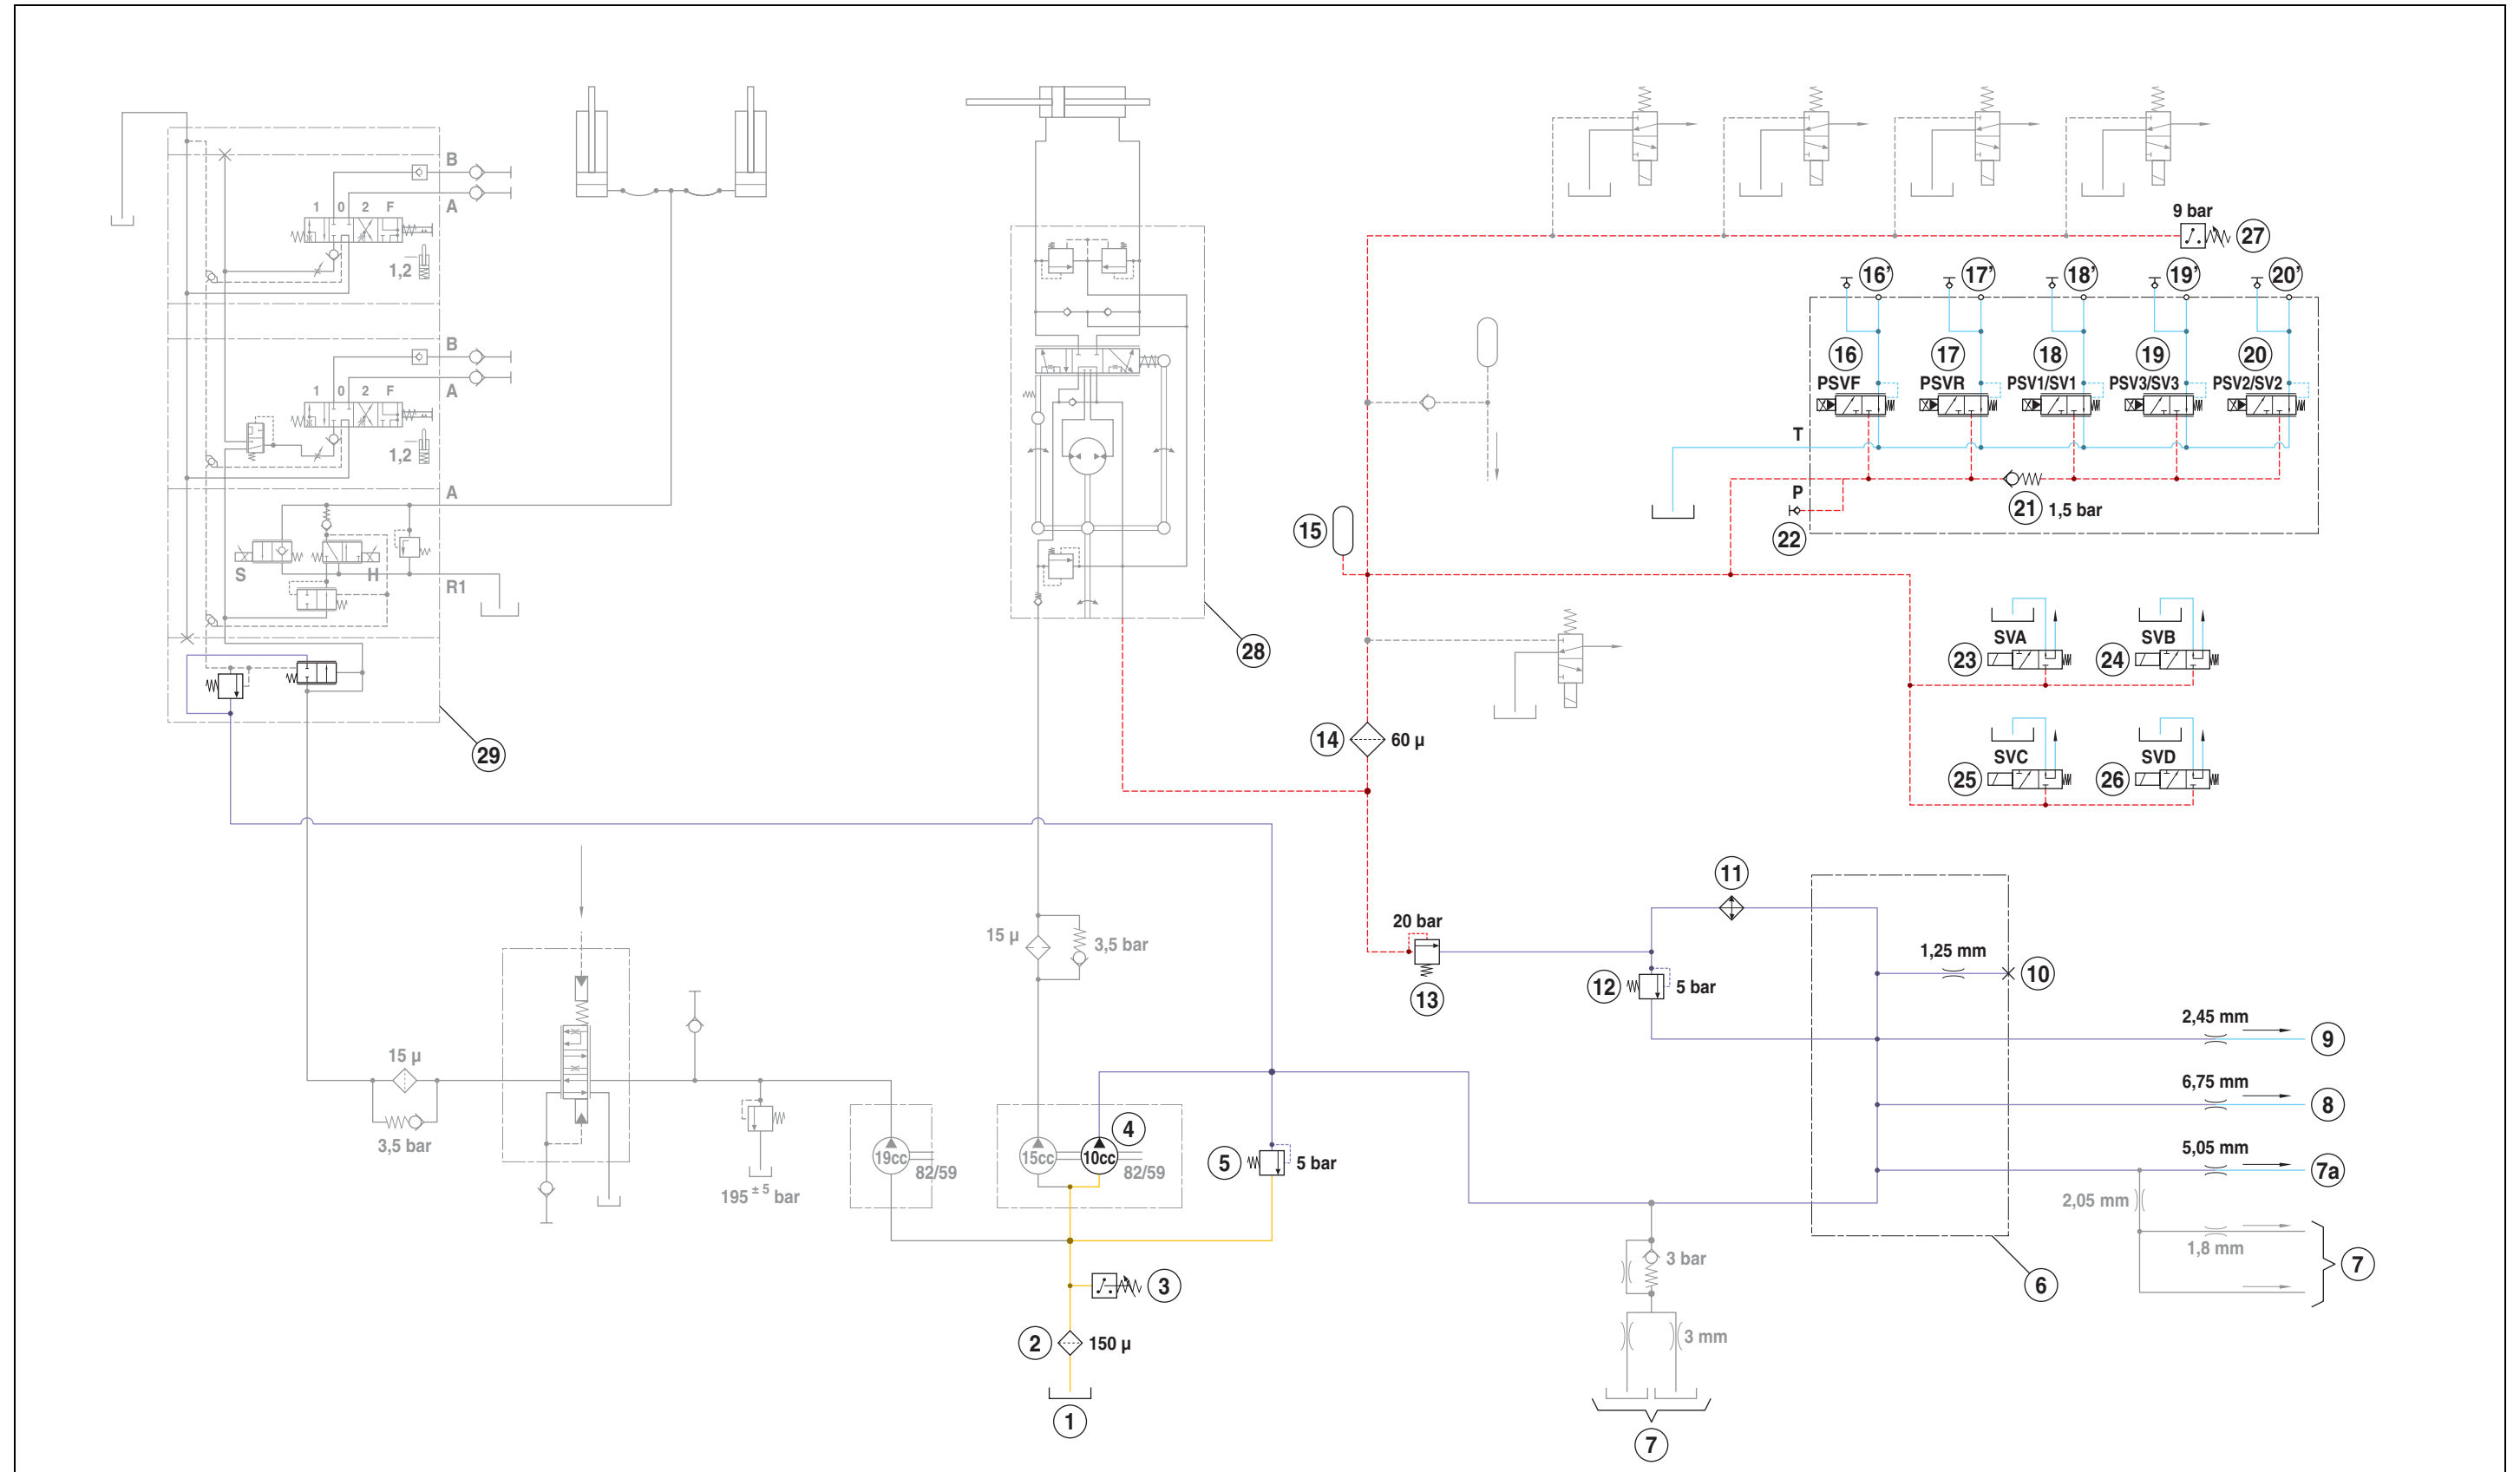 B
A
1 0 2 F
1,2
B
A
1 0 2 F
1,2
A
S
H
R1
29
28
9 bar
27
16’
17’
18’
19’
20’
16
17
18
19
20
PSVF
PSVR
PSV1/SV1
PSV3/SV3
PSV2/SV2
T
P
21
1,5 bar
22
15
14
60 µ
SVA
SVB
23
24
SVC
SVD
25
26
20 bar
13
11
12
5 bar
1,25 mm
10
2,45 mm
9
6,75 mm
8
5,05 mm
7a
2,05 mm
1,8 mm
7
6
15 µ
3,5 bar
15 µ
3,5 bar
195 ± 5 bar
19cc
82/59
15cc
10cc
82/59
4
5
5 bar
3
2
150 µ
1
3 bar
3 mm
7